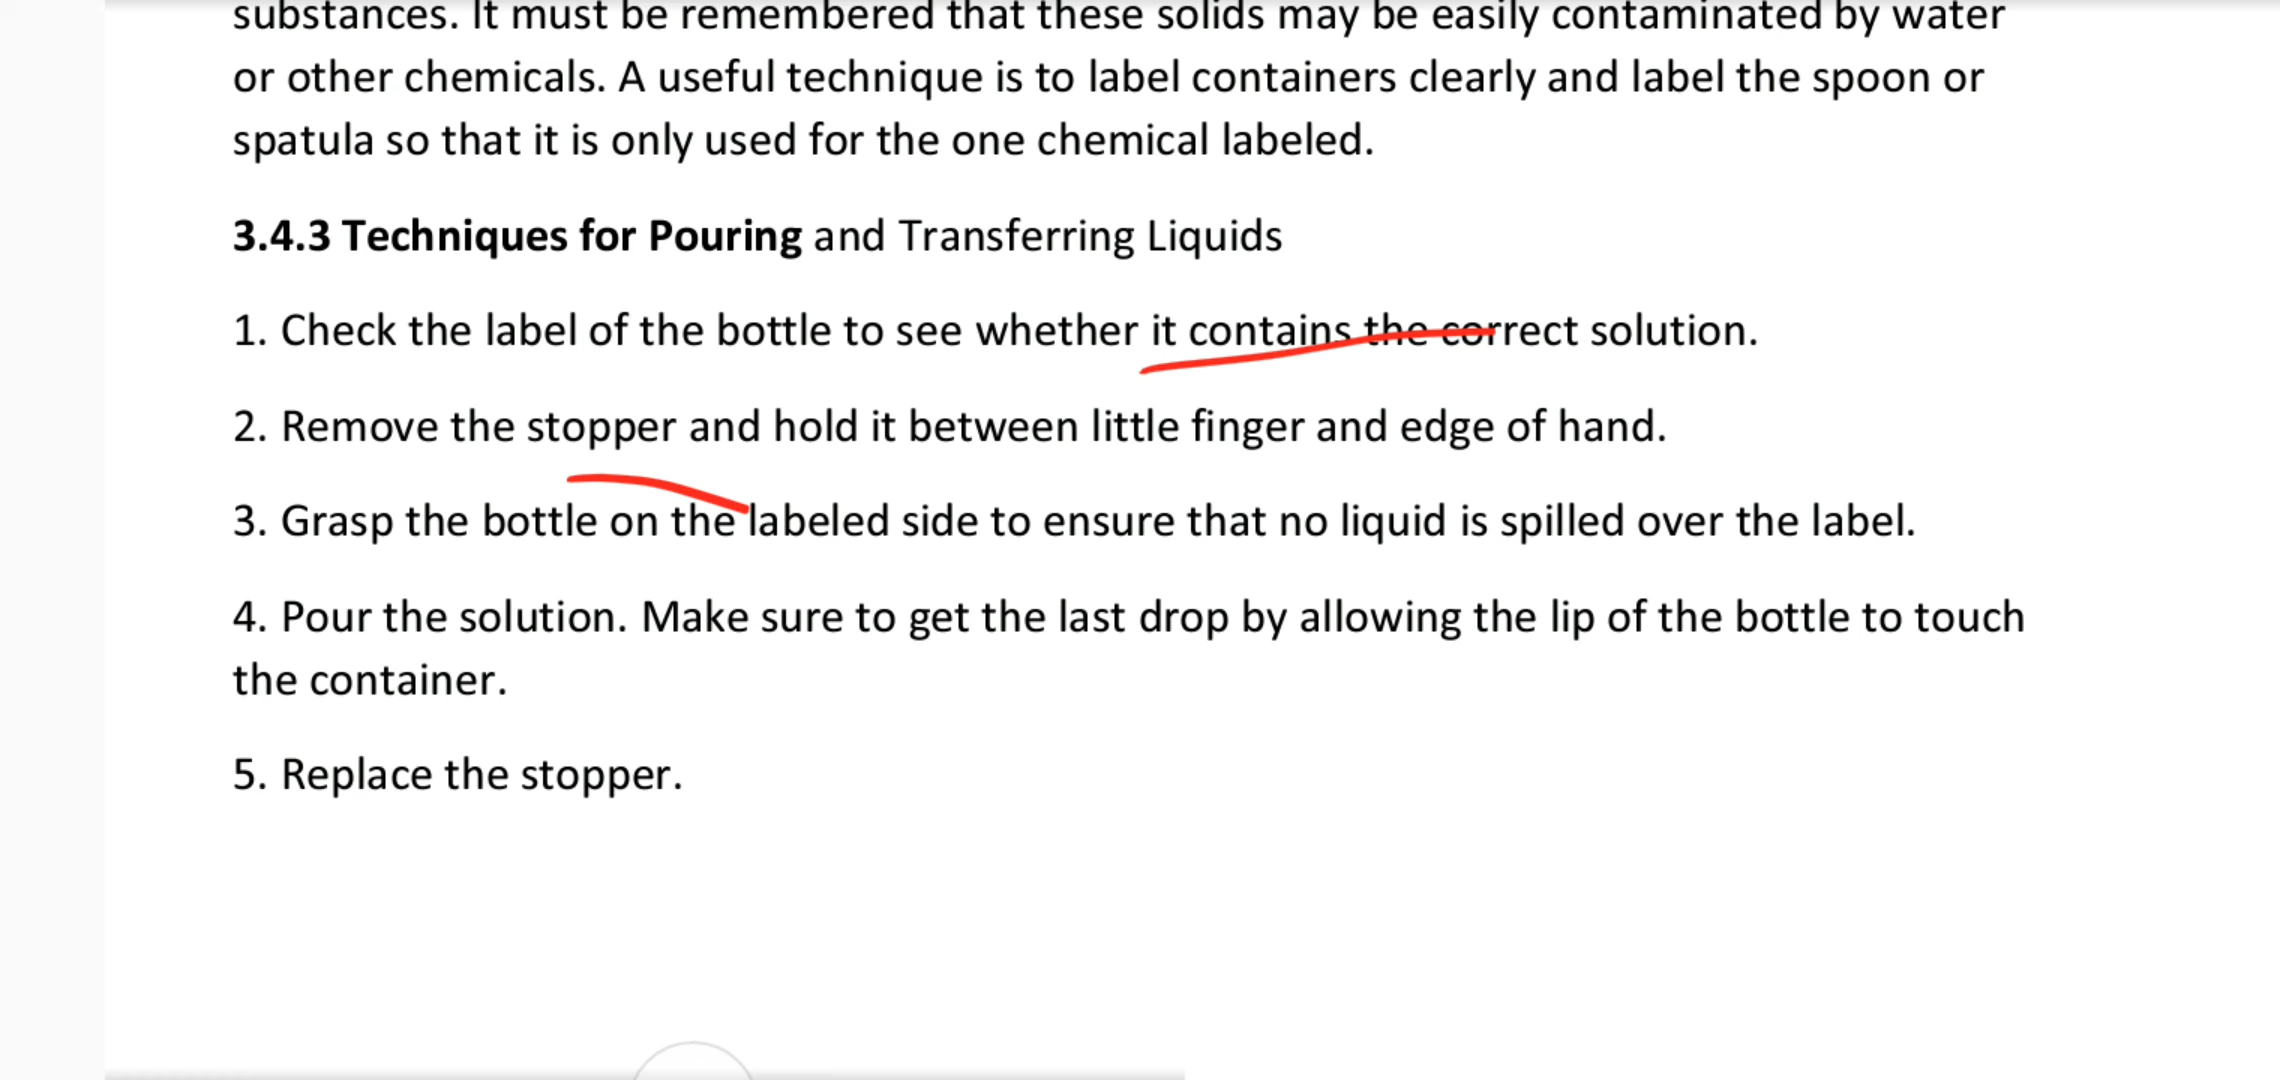 substances. It must be remembered that these solids may be easily contaminated by water
or other chemicals. A useful technique is to label containers clearly and label the spoon or
spatula so that it is only used for the one chemical labeled.
3.4.3 Techniques for Pouring and Transferring Liquids
1. Check the label of the bottle to see whether it contains the correct solution.
2. Remove the stopper and hold it between little finger and edge of hand.
3. Grasp the bottle on the labeled side to ensure that no liquid is spilled over the label.
4. Pour the solution. Make sure to get the last drop by allowing the lip of the bottle to touch
the container.
5. Replace the stopper.